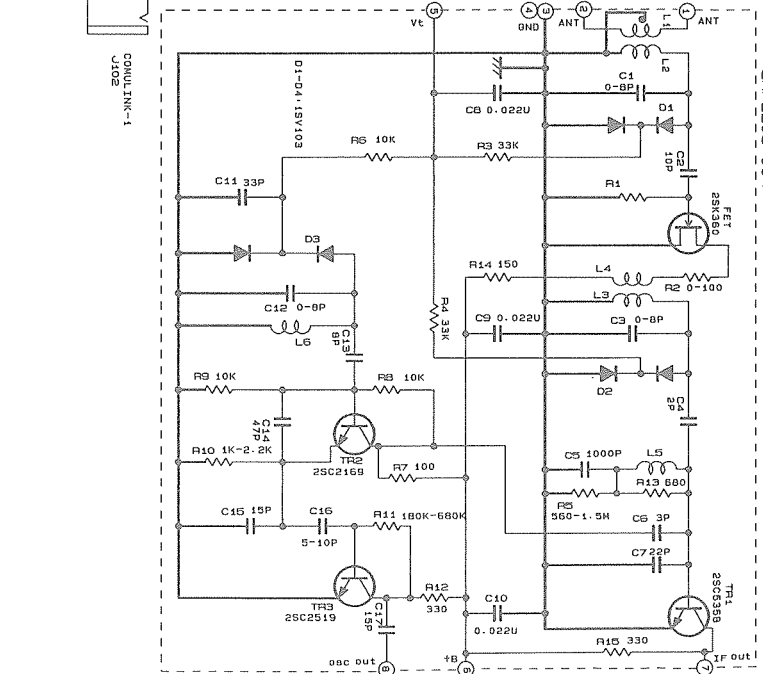 5
4
3
2
1
Vt
GND
ANT
ANT
L1
L2
C1
0-8P
C8 0.022U
D1
COMULINK-1
J102
D1-D4:1SV103
R6 10K
R3 33K
C2
10P
C11 33P
R1
FET
2SK360
D3
R14 150
L4
R2 0-100
C12 0-8P
L3
R4 33K
C9 0.022U
C3 0-8P
L6
C13
8P
R9 10K
R8 10K
D2
C4
2P
C14
47P
R10 1K-2.2K
TR2
2SC2169
R7 100
C5 1000P
L5
R13 680
R5
560-1.5M
C15 15P
C16
5-10P
R11 180K-680K
C6 3P
C7 22P
TR3
2SC2519
C17
15P
R12
330
C10
0.022U
TR1
2SC5358
R15 330
OSC Out
8
+B
6
7
IF Out